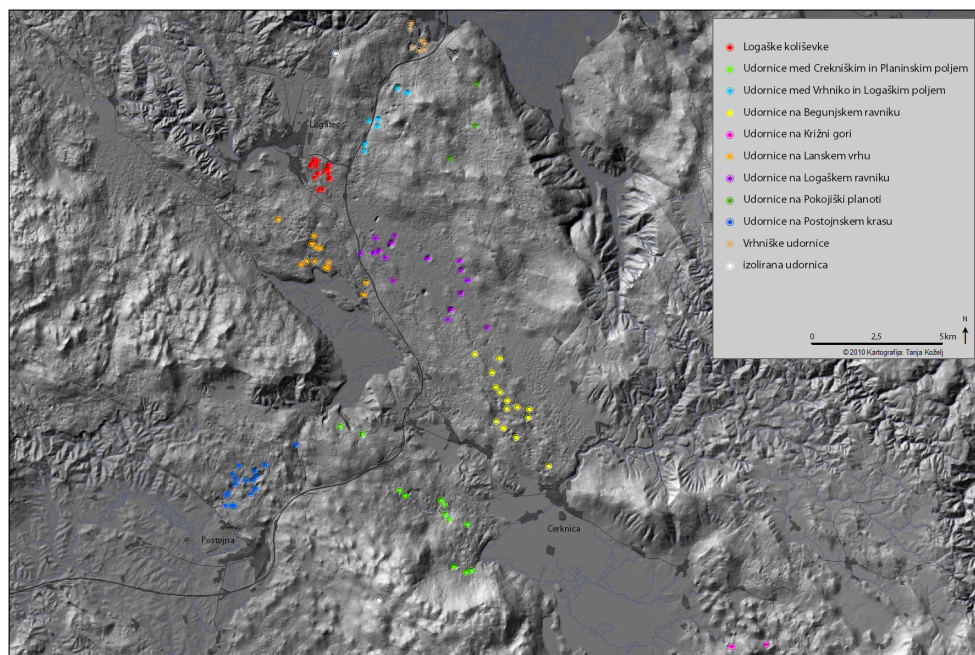 Logaške koliševke
Udornice med Crekniškim in Planinskim poljem
Udornice med Vrhniko in Logaškim poljem
Udornice na Begunjskem ravniku
Udornice na Križni gori
Udornice na Lanskem vrhu
Udornice na Logaškem ravniku
Udornice na Pokojiški planoti
Udornice na Postojnskem krasu
Vrhniške udornice
izolirana udornica
N
0 2,5 5 km
© 2010 Kartografija: Tanja Koželj
Logatec
Cerknica
Postojna